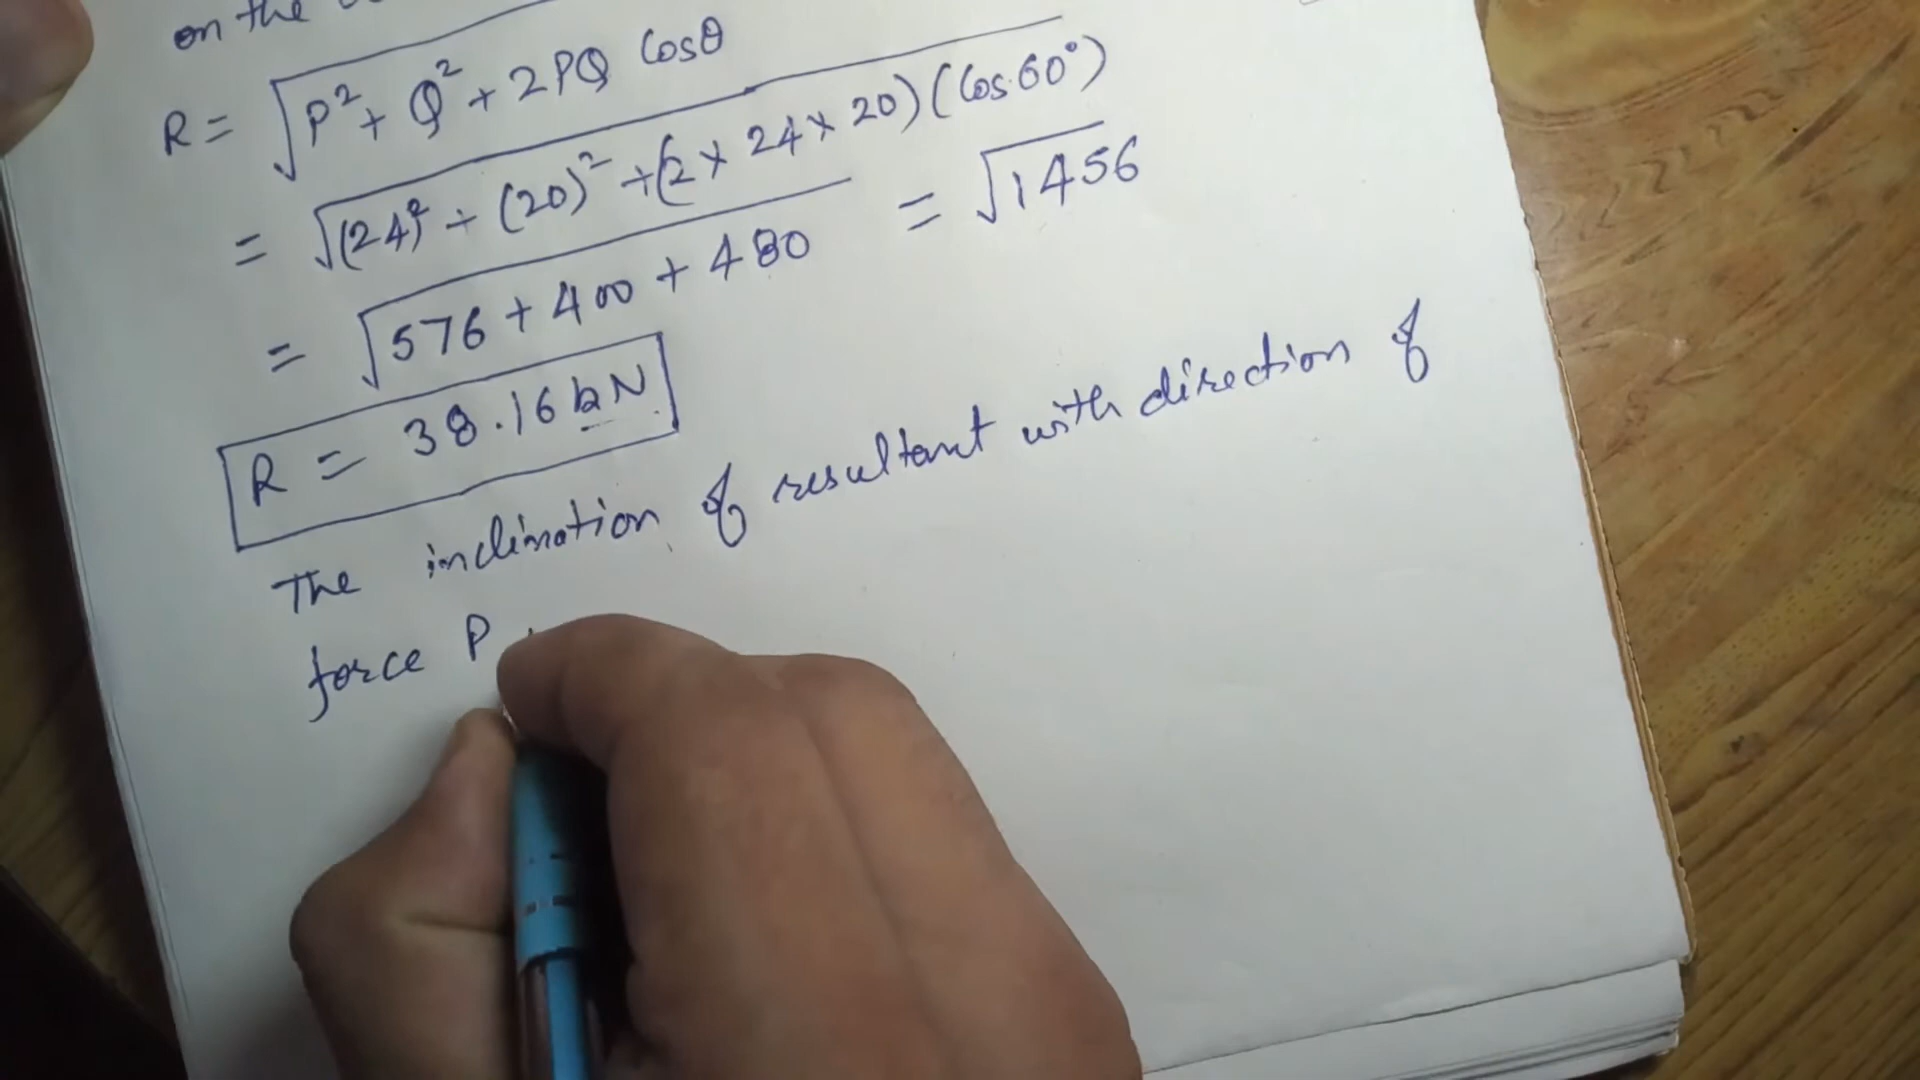 on the
R = √P² + Q² + 2PQ Cosθ
= √(24)² + (20)² + (2 × 24 × 20) (Cos 60°)
= √576 + 400 + 480 = √1456
R = 38.16 kN
The inclination of resultant with direction of
force P